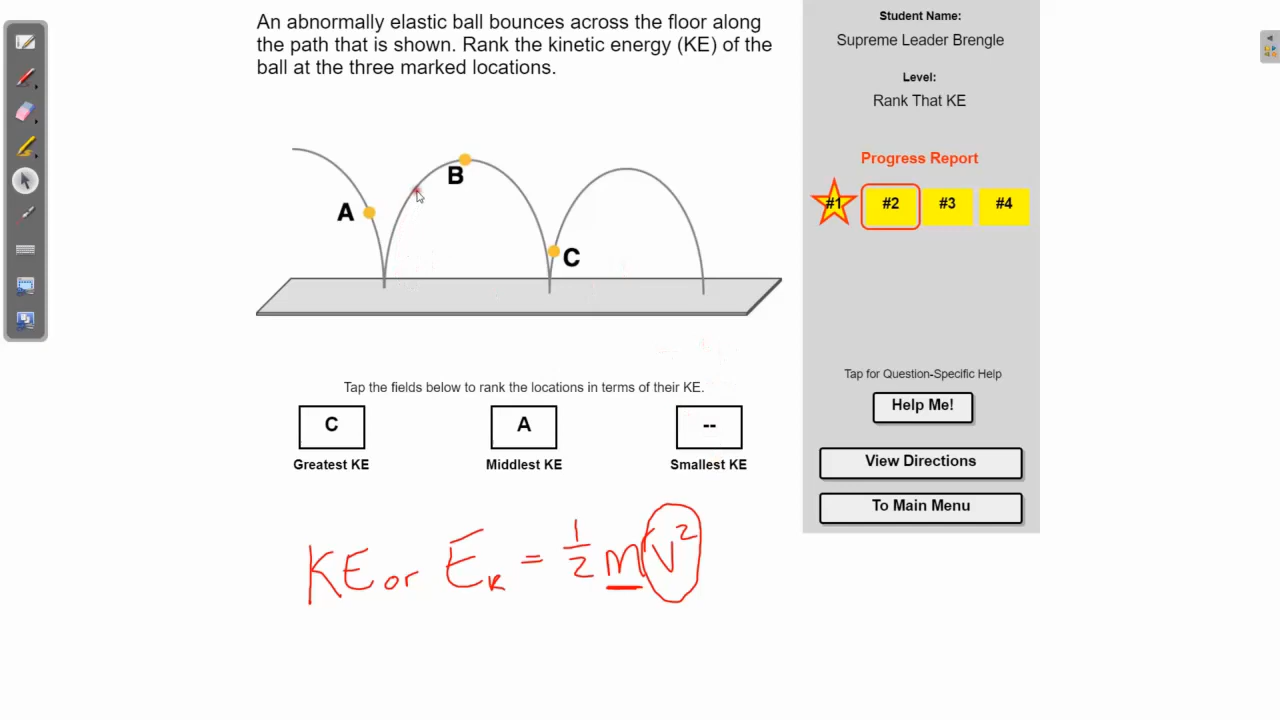 An abnormally elastic ball bounces across the floor along
the path that is shown. Rank the kinetic energy (KE) of the
ball at the three marked locations.
A
B
C
Tap the fields below to rank the locations in terms of their KE.
C
A
--
Greatest KE
Middlest KE
Smallest KE
KE or E_k = 1/2 mv²
Student Name:
Supreme Leader Brengle
Level:
Rank That KE
Progress Report
#1
#2
#3
#4
Tap for Question-Specific Help
Help Me!
View Directions
To Main Menu